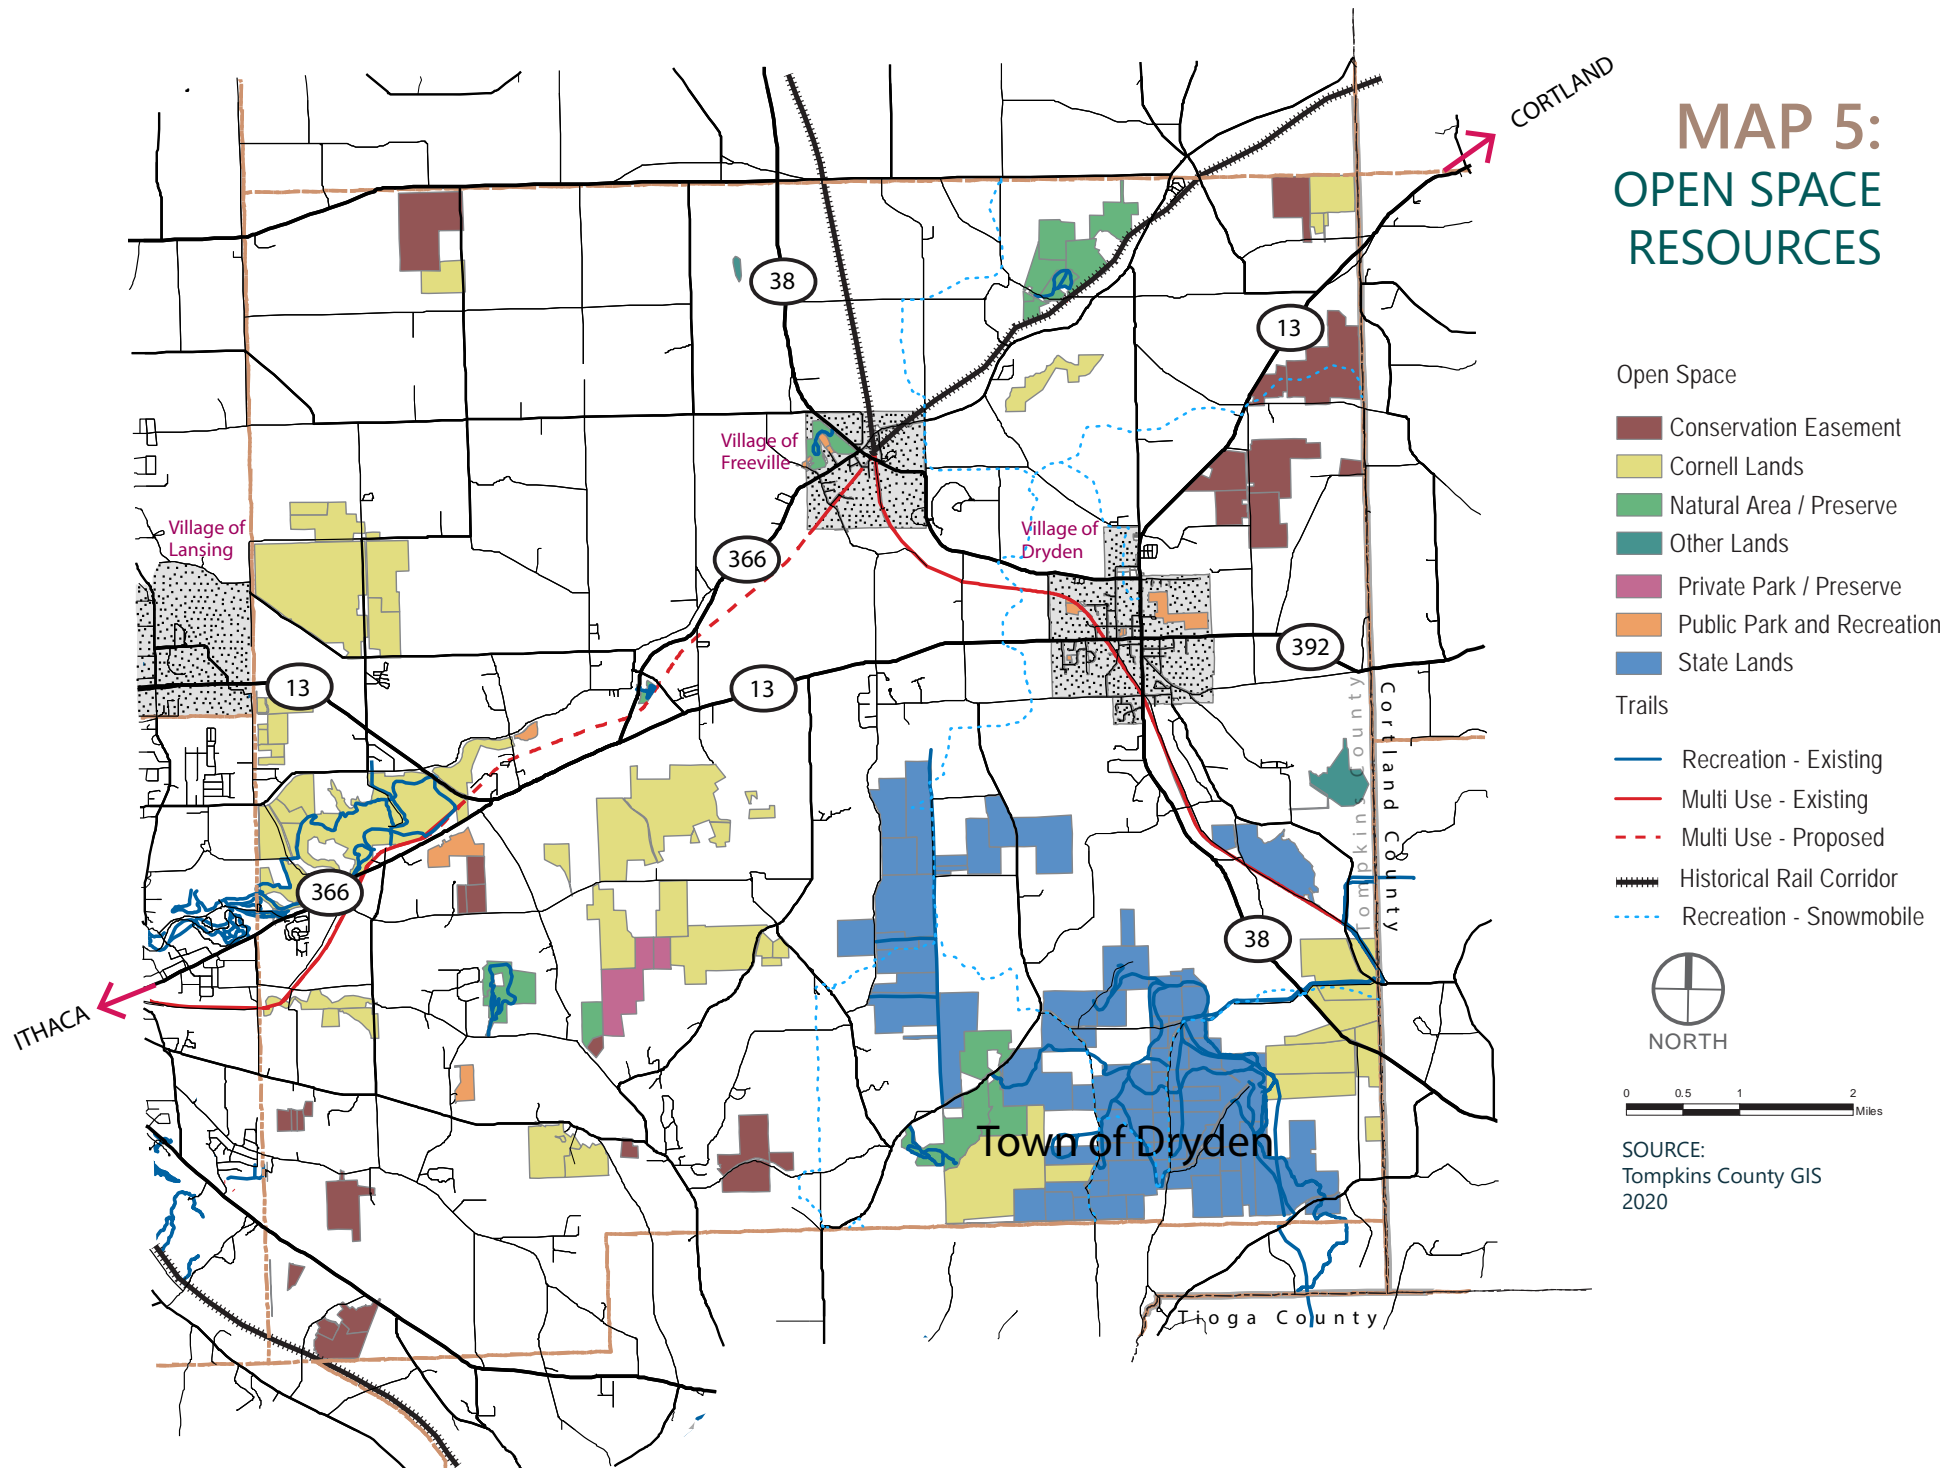 MAP 5:
OPEN SPACE
RESOURCES
CORTLAND
38
13
Village of
Freeville
Village of
Lansing
366
Village of
Dryden
392
13
13
366
38
ITHACA
Town of Dryden
Tompkins County
Cortland County
Tioga County
Open Space
Conservation Easement
Cornell Lands
Natural Area / Preserve
Other Lands
Private Park / Preserve
Public Park and Recreation
State Lands
Trails
Recreation - Existing
Multi Use - Existing
Multi Use - Proposed
Historical Rail Corridor
Recreation - Snowmobile
NORTH
0 0.5 1 2
Miles
SOURCE:
Tompkins County GIS
2020